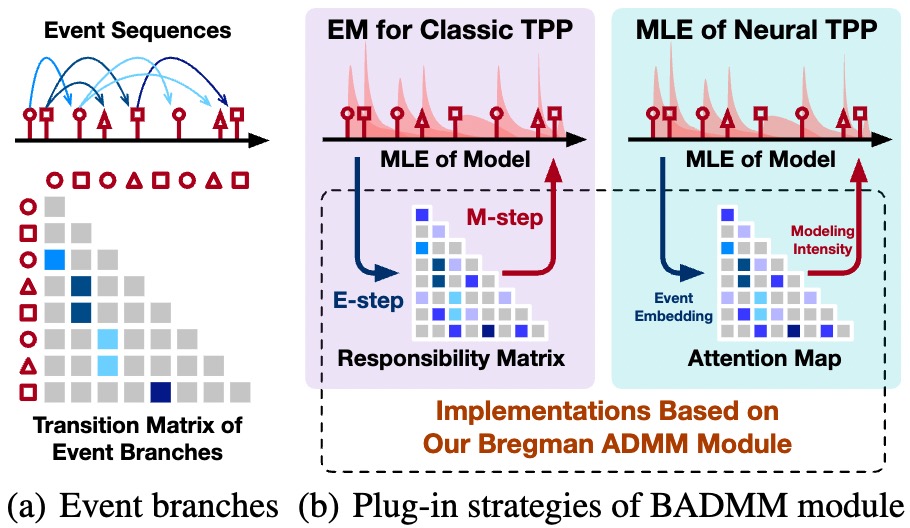 Event Sequences
Transition Matrix of
Event Branches
EM for Classic TPP
MLE of Model
M-step
E-step
Responsibility Matrix
MLE of Neural TPP
MLE of Model
Modeling
Intensity
Event
Embedding
Attention Map
Implementations Based on
Our Bregman ADMM Module
(a) Event branches
(b) Plug-in strategies of BADMM module